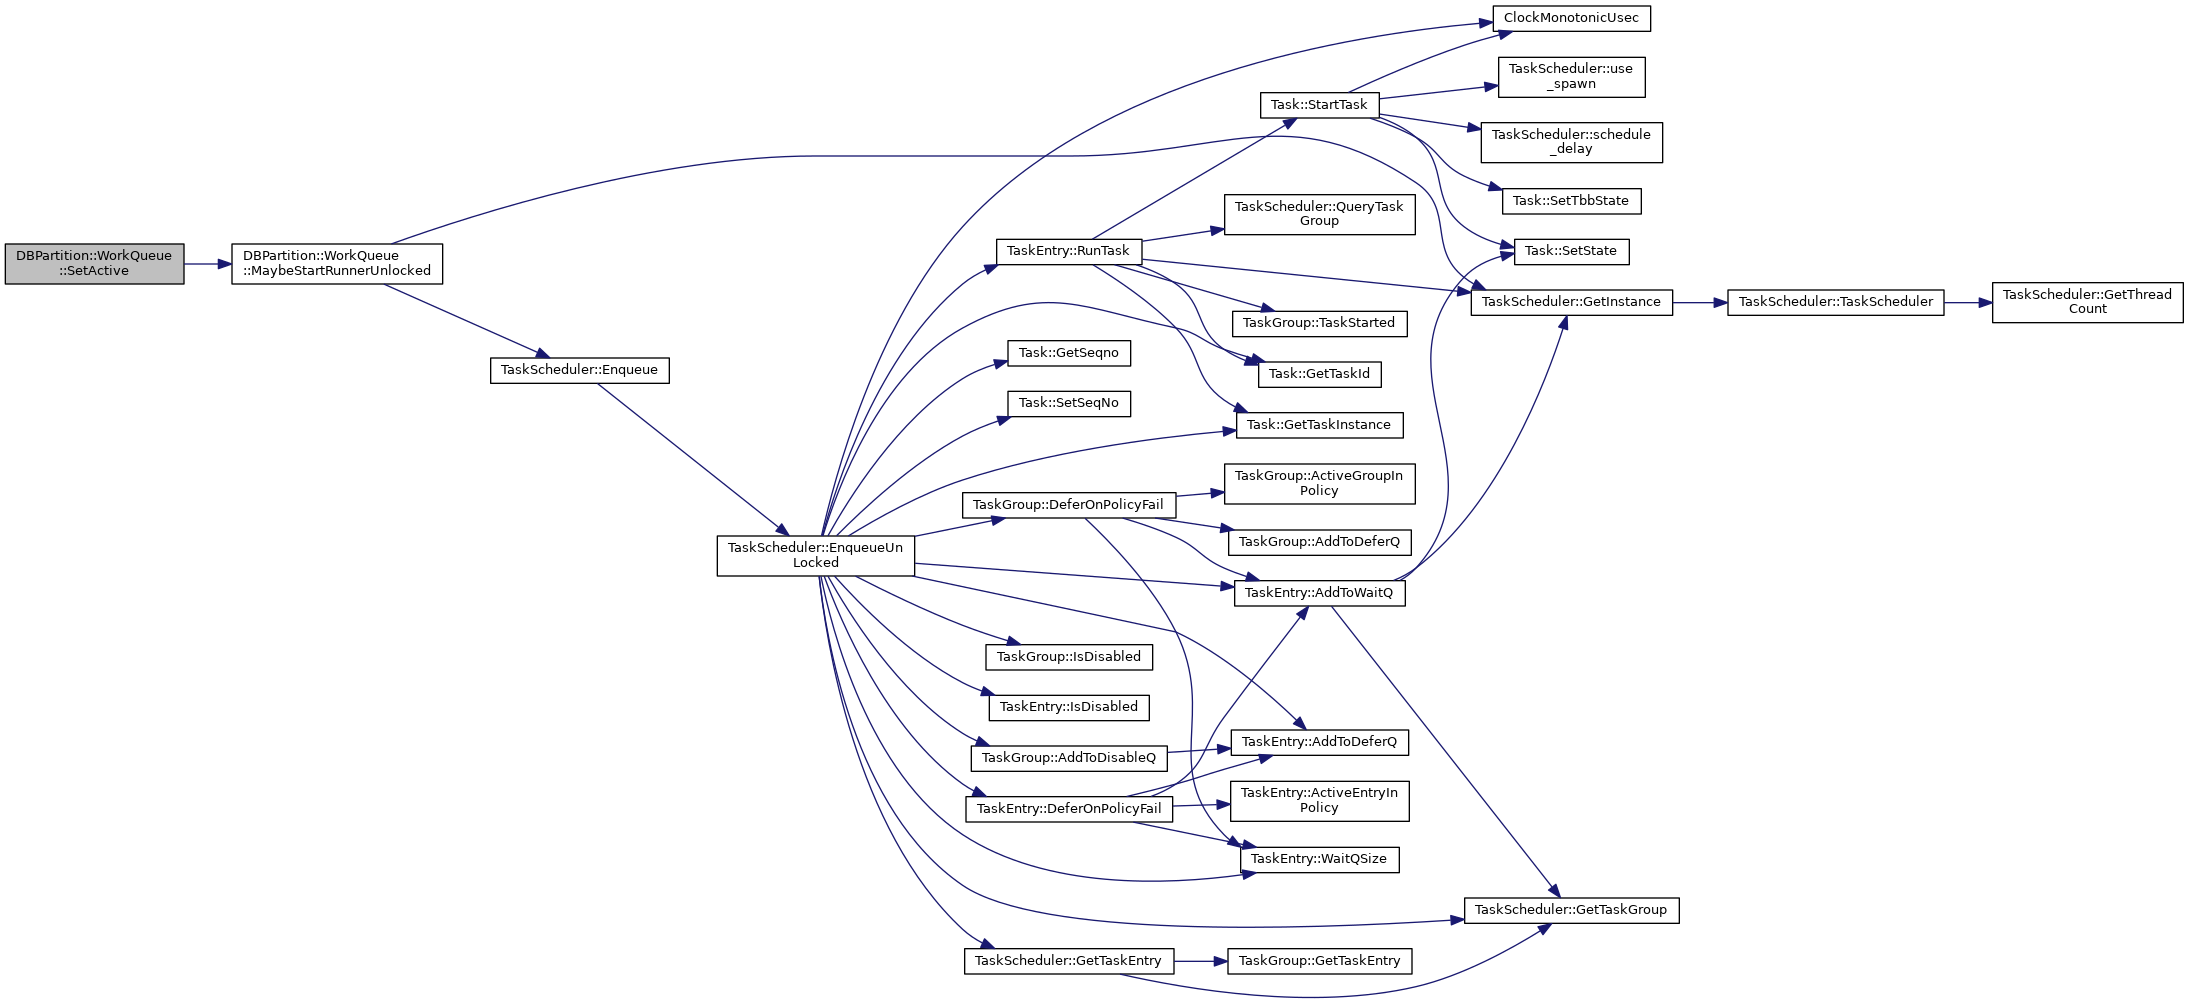 DBPartition::WorkQueue
::SetActive
DBPartition::WorkQueue
::MaybeStartRunnerUnlocked
TaskScheduler::Enqueue
TaskScheduler::EnqueueUn
Locked
TaskEntry::RunTask
Task::GetSeqno
Task::SetSeqNo
TaskGroup::DeferOnPolicyFail
TaskGroup::IsDisabled
TaskEntry::IsDisabled
TaskGroup::AddToDisableQ
TaskEntry::DeferOnPolicyFail
TaskScheduler::GetTaskEntry
Task::StartTask
TaskScheduler::QueryTask
Group
TaskGroup::TaskStarted
Task::GetTaskId
Task::GetTaskInstance
TaskGroup::ActiveGroupIn
Policy
TaskGroup::AddToDeferQ
TaskEntry::AddToWaitQ
TaskEntry::AddToDeferQ
TaskEntry::ActiveEntryIn
Policy
TaskEntry::WaitQSize
TaskGroup::GetTaskEntry
ClockMonotonicUsec
TaskScheduler::use
_spawn
TaskScheduler::schedule
_delay
Task::SetTbbState
Task::SetState
TaskScheduler::GetInstance
TaskScheduler::GetTaskGroup
TaskScheduler::TaskScheduler
TaskScheduler::GetThread
Count